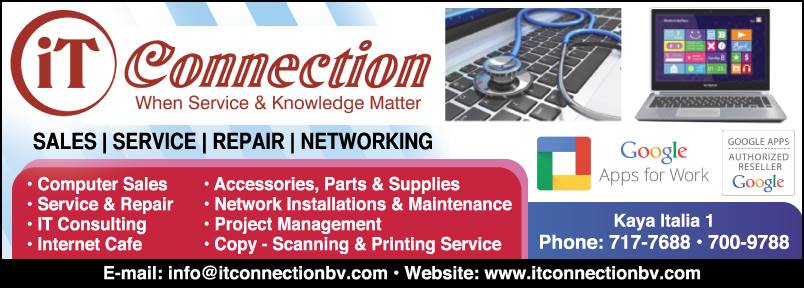 iT Connection
When Service & Knowledge Matter
SALES | SERVICE | REPAIR | NETWORKING
• Computer Sales
• Service & Repair
• IT Consulting
• Internet Cafe
• Accessories, Parts & Supplies
• Network Installations & Maintenance
• Project Management
• Copy - Scanning & Printing Service
Google
Apps for Work
GOOGLE APPS
AUTHORIZED
RESELLER
Google
Kaya Italia 1
Phone: 717-7688 • 700-9788
E-mail: info@itconnectionbv.com • Website: www.itconnectionbv.com